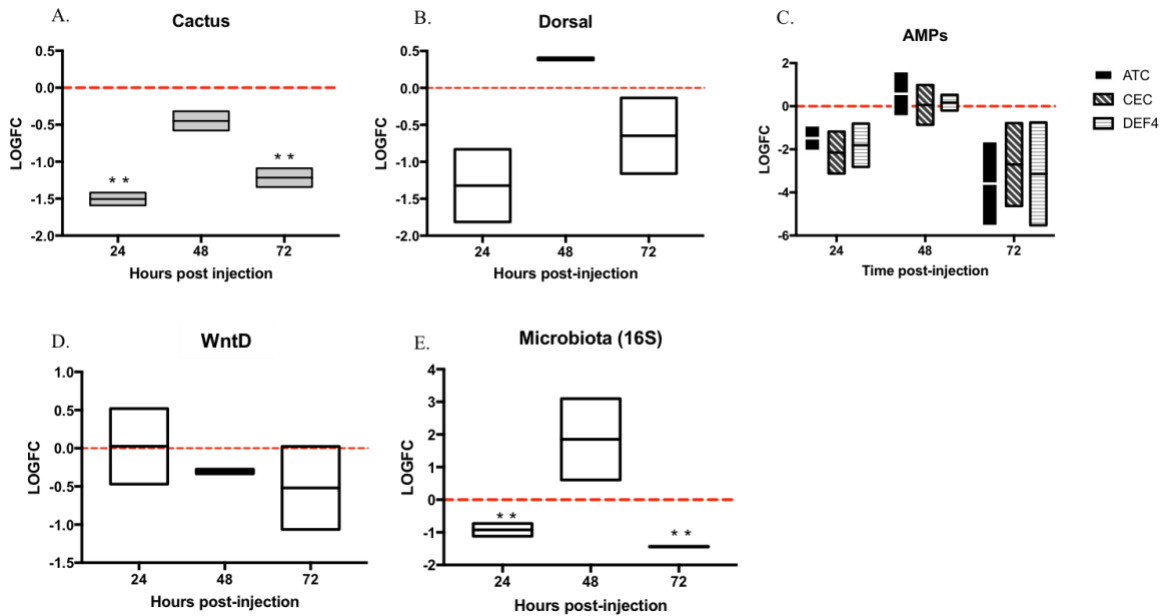 A.
Cactus
LOGFC
0.5
0.0
-0.5
-1.0
-1.5
-2.0
**
**
24 48 72
Hours post injection
B.
Dorsal
LOGFC
0.5
0.0
-0.5
-1.0
-1.5
-2.0
24 48 72
Hours post-injection
C.
AMPs
LOGFC
2
0
-2
-4
-6
24 48 72
Time post-injection
ATC
CEC
DEF4
D.
WntD
LOGFC
1.0
0.5
0.0
-0.5
-1.0
-1.5
24 48 72
Hours post-injection
E.
Microbiota (16S)
LOGFC
4
3
2
1
0
-1
-2
**
**
24 48 72
Hours post-injection